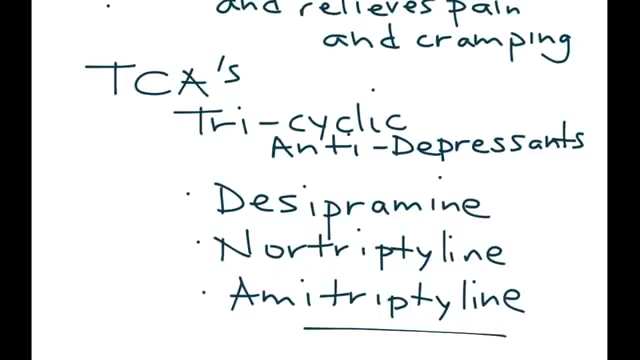 and relieves pain
and cramping
TCA's
Tri-cyclic
Anti-Depressants
· Desipramine
· Nortriptyline
· Amitriptyline